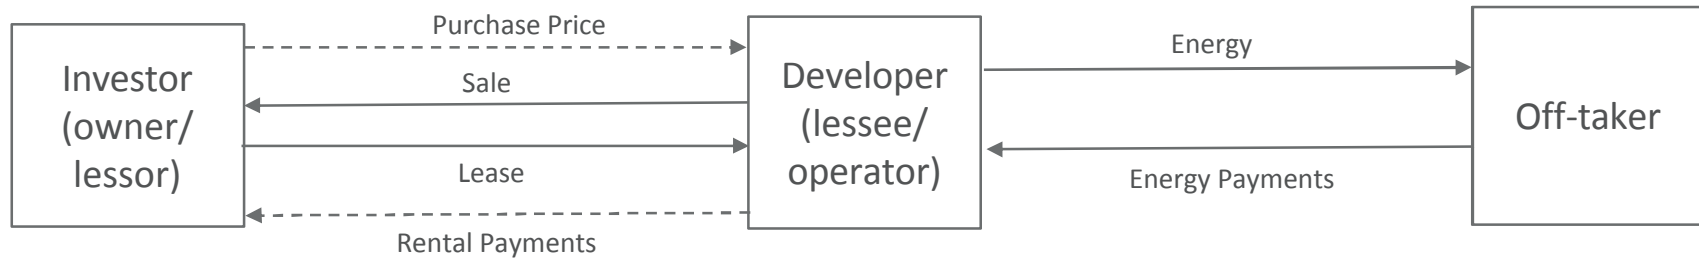 Purchase Price
Investor
(owner/
lessor)
Sale
Lease
Rental Payments
Developer
(lessee/
operator)
Energy
Energy Payments
Off-taker